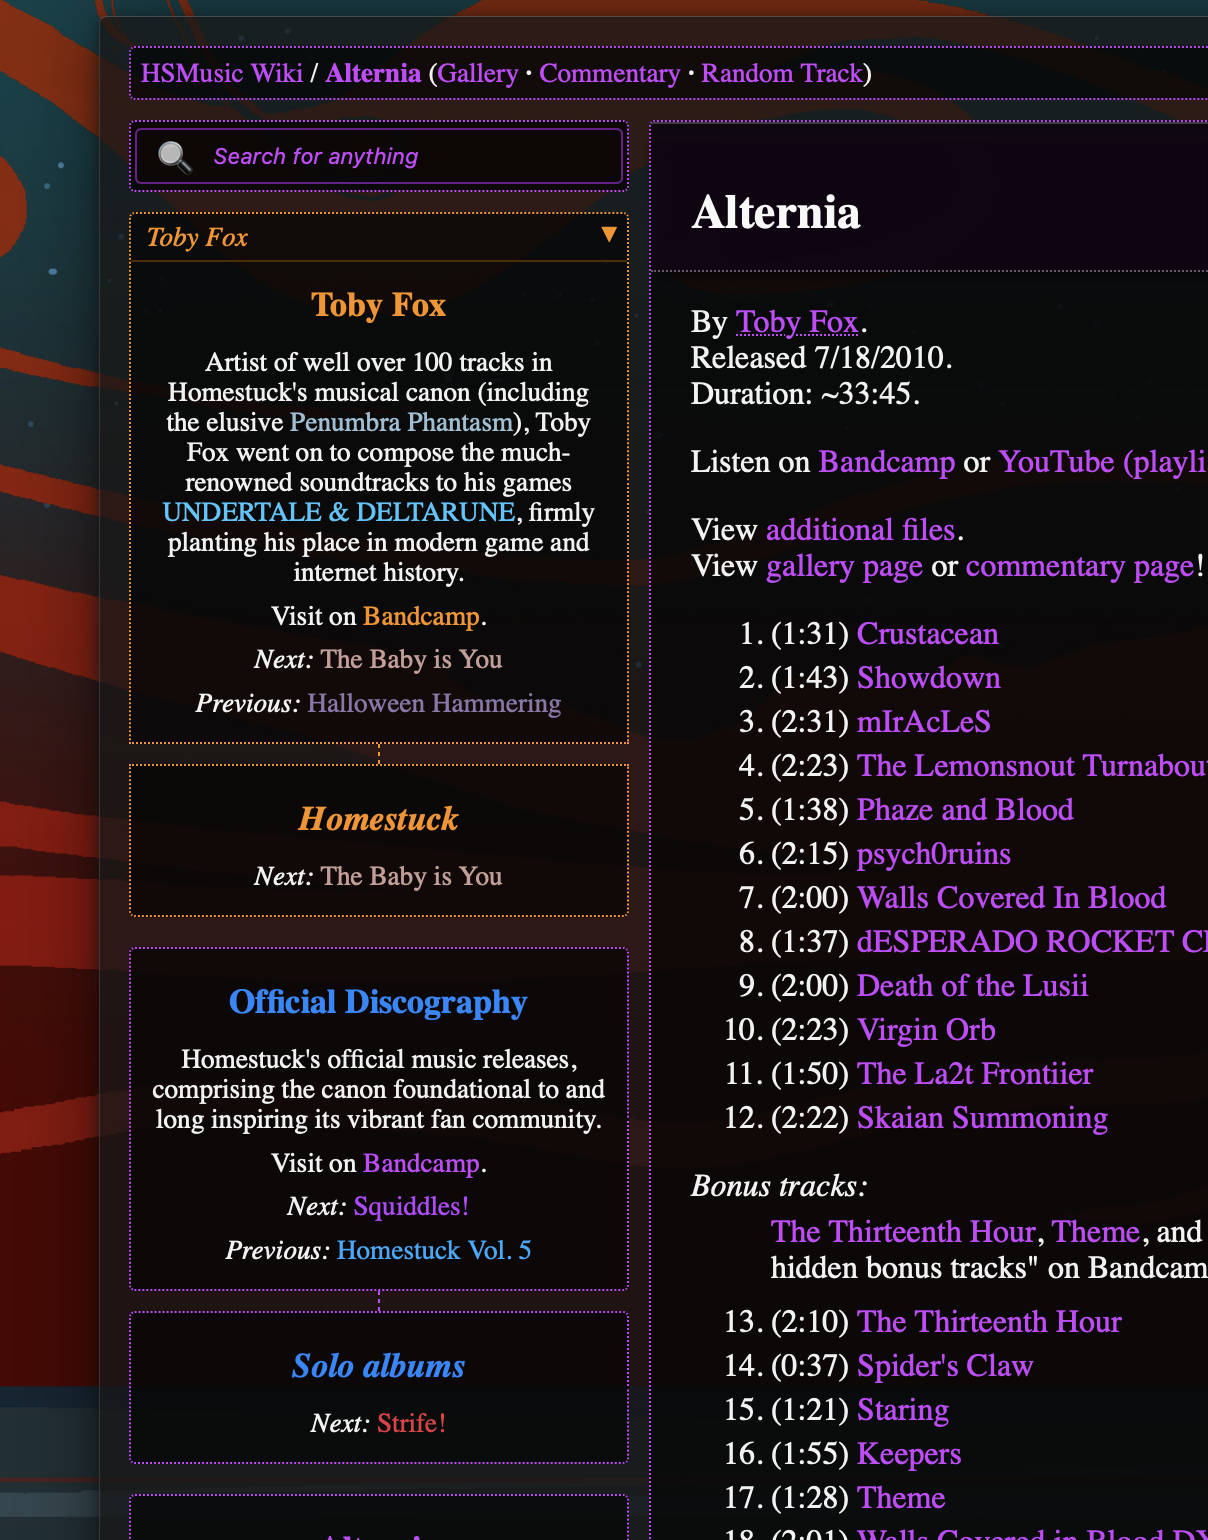 HSMusic Wiki / Alternia (Gallery · Commentary · Random Track)
Search for anything
Toby Fox
Toby Fox
Artist of well over 100 tracks in
Homestuck's musical canon (including
the elusive Penumbra Phantasm), Toby
Fox went on to compose the much-
renowned soundtracks to his games
UNDERTALE & DELTARUNE, firmly
planting his place in modern game and
internet history.
Visit on Bandcamp.
Next: The Baby is You
Previous: Halloween Hammering
Homestuck
Next: The Baby is You
Official Discography
Homestuck's official music releases,
comprising the canon foundational to and
long inspiring its vibrant fan community.
Visit on Bandcamp.
Next: Squiddles!
Previous: Homestuck Vol. 5
Solo albums
Next: Strife!
Alternia
By Toby Fox.
Released 7/18/2010.
Duration: ~33:45.
Listen on Bandcamp or YouTube (playli
View additional files.
View gallery page or commentary page!
1. (1:31) Crustacean
2. (1:43) Showdown
3. (2:31) mIrAcLeS
4. (2:23) The Lemonsnout Turnabou
5. (1:38) Phaze and Blood
6. (2:15) psych0ruins
7. (2:00) Walls Covered In Blood
8. (1:37) dESPERADO ROCKET C
9. (2:00) Death of the Lusii
10. (2:23) Virgin Orb
11. (1:50) The La2t Frontiier
12. (2:22) Skaian Summoning
Bonus tracks:
The Thirteenth Hour, Theme, and
hidden bonus tracks" on Bandcam
13. (2:10) The Thirteenth Hour
14. (0:37) Spider's Claw
15. (1:21) Staring
16. (1:55) Keepers
17. (1:28) Theme
18. (2:01) Walls Covered in Blood DX